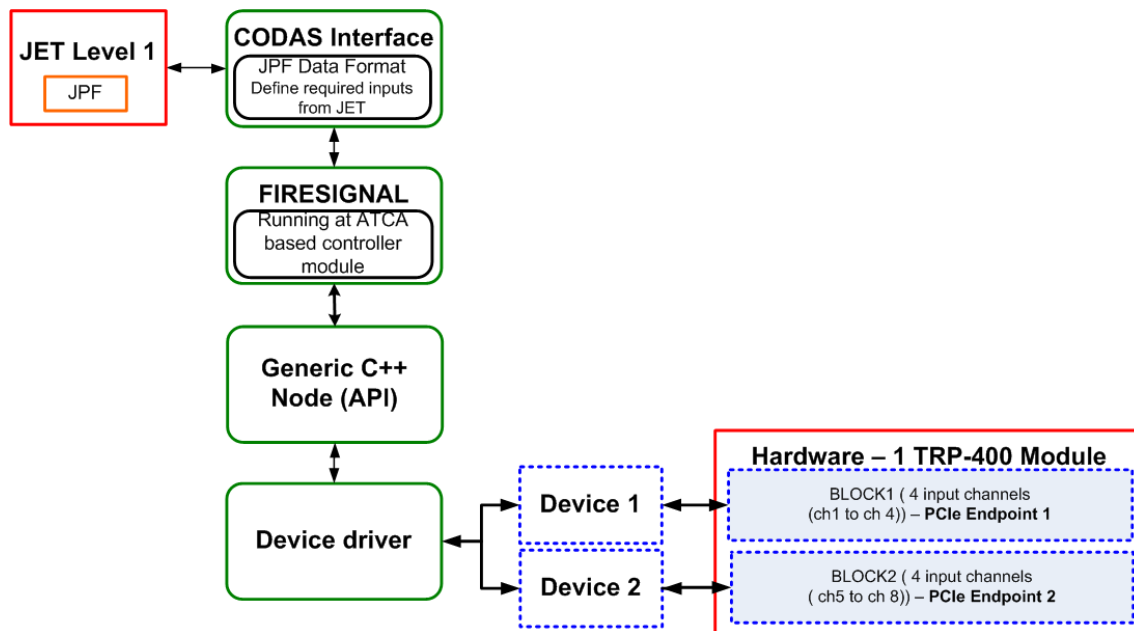 JET Level 1
JPF
CODAS Interface
JPF Data Format
Define required inputs
from JET
FIRESIGNAL
Running at ATCA
based controller
module
Generic C++
Node (API)
Device driver
Device 1
Device 2
Hardware – 1 TRP-400 Module
BLOCK1 ( 4 input channels
(ch1 to ch 4)) – PCIe Endpoint 1
BLOCK2 ( 4 input channels
( ch5 to ch 8)) – PCIe Endpoint 2